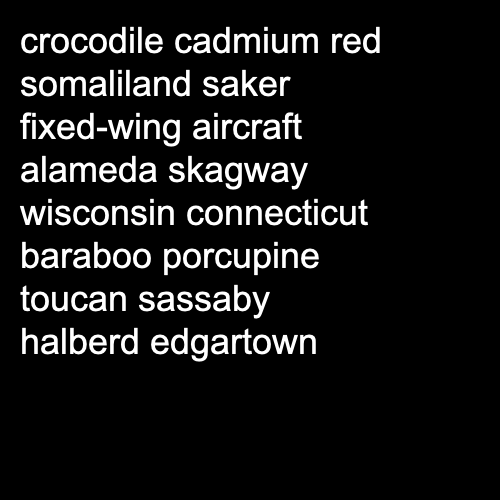 crocodile cadmium red
somaliland saker
fixed-wing aircraft
alameda skagway
wisconsin connecticut
baraboo porcupine
toucan sassaby
halberd edgartown